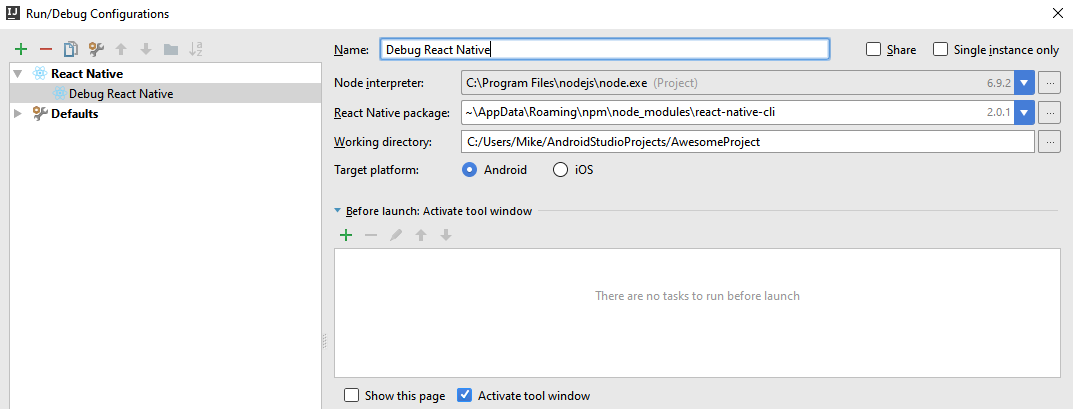 Run/Debug Configurations
Name: Debug React Native
Share
Single instance only
React Native
Debug React Native
Defaults
Node interpreter: C:\Program Files\nodejs\node.exe (Project) 6.9.2 ...
React Native package: ~\AppData\Roaming\npm\node_modules\react-native-cli 2.0.1 ...
Working directory: C:/Users/Mike/AndroidStudioProjects/AwesomeProject ...
Target platform: Android iOS
Before launch: Activate tool window
There are no tasks to run before launch
Show this page Activate tool window